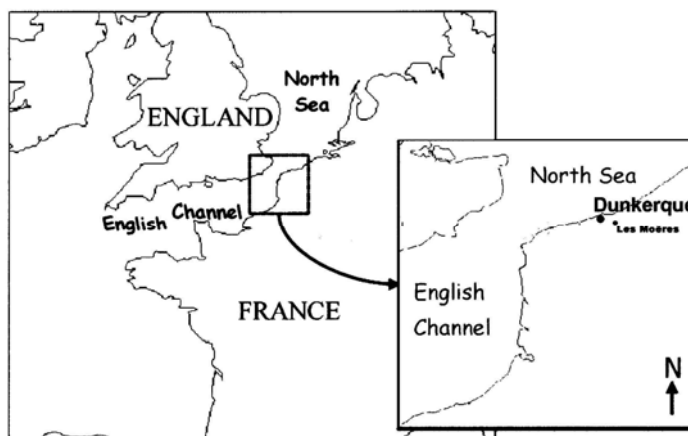 North
Sea
ENGLAND
English Channel
FRANCE
North Sea
Dunkerque
Les Moëres
English
Channel
N